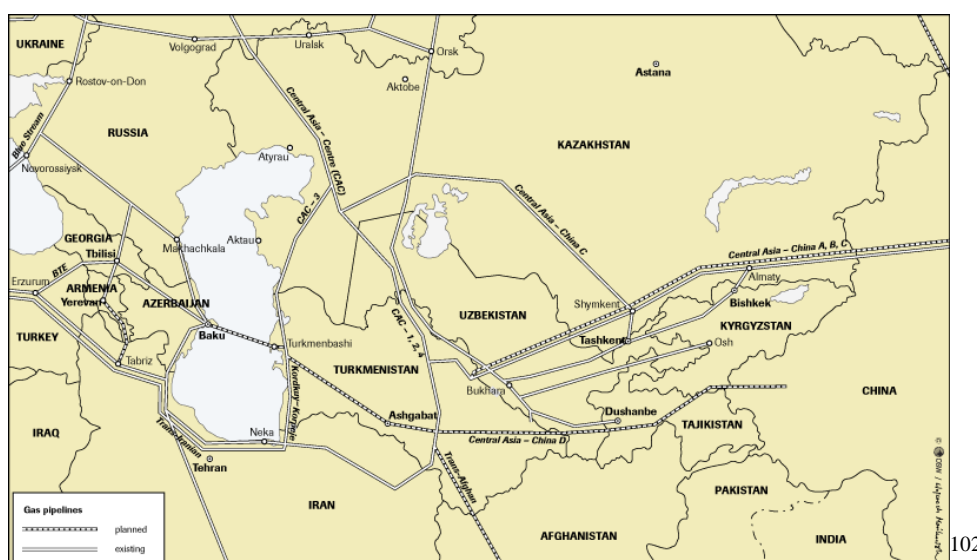 UKRAINE
Volgograd
Uralsk
Orsk
Astana
Rostov-on-Don
Aktobe
Central Asia – Centre (CAC)
Blue Stream
RUSSIA
KAZAKHSTAN
Atyrau
Novorossiysk
CAC – 3
Central Asia – China C
GEORGIA
Tbilisi
Makhachkala
Aktau
Central Asia – China A, B, C
Erzurum
BTE
ARMENIA
Yerevan
AZERBAIJAN
Almaty
Shymkent
Bishkek
UZBEKISTAN
KYRGYZSTAN
TURKEY
Baku
CAC – 1, 2, 4
Tashkent
Turkmenbashi
Osh
Tabriz
TURKMENISTAN
Bukhara
CHINA
Korpeje
Ashgabat
Dushanbe
TAJIKISTAN
IRAQ
Trans-Iranian
Neka
Central Asia – China D
Tehran
Trans-Afghan
PAKISTAN
IRAN
AFGHANISTAN
INDIA
Gas pipelines
planned
existing
© OSW /
102